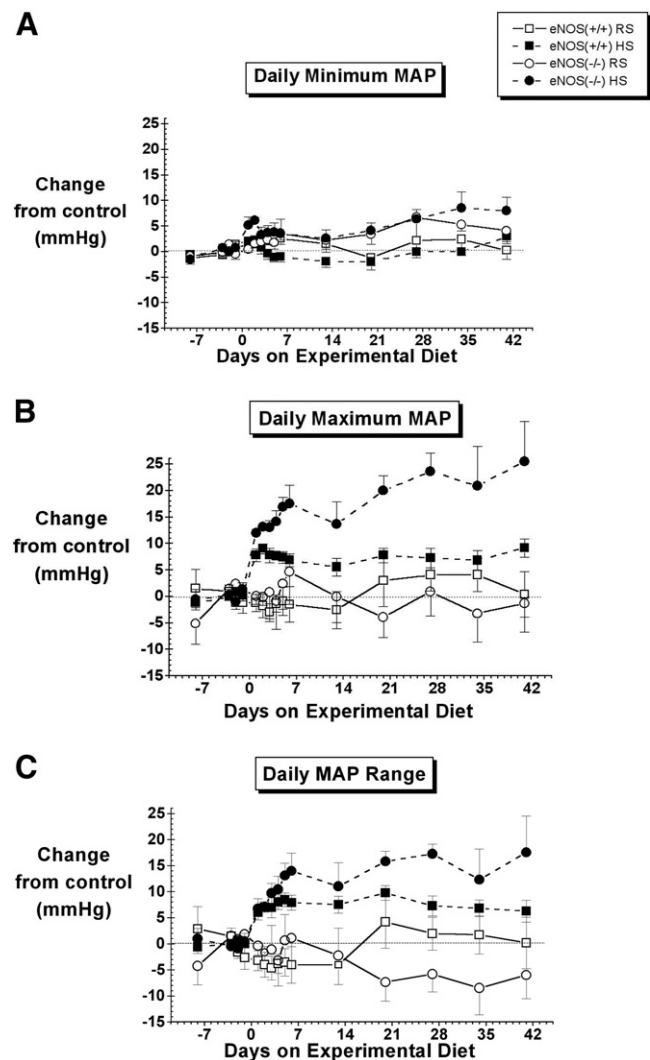 A
eNOS(+/+) RS
eNOS(+/+) HS
eNOS(-/-) RS
eNOS(-/-) HS
Daily Minimum MAP
Change
from control
(mmHg)
25
20
15
10
5
0
-5
-10
-15
-7 0 7 14 21 28 35 42
Days on Experimental Diet
B
Daily Maximum MAP
Change
from control
(mmHg)
25
20
15
10
5
0
-5
-10
-15
-7 0 7 14 21 28 35 42
Days on Experimental Diet
C
Daily MAP Range
Change
from control
(mmHg)
25
20
15
10
5
0
-5
-10
-15
-7 0 7 14 21 28 35 42
Days on Experimental Diet